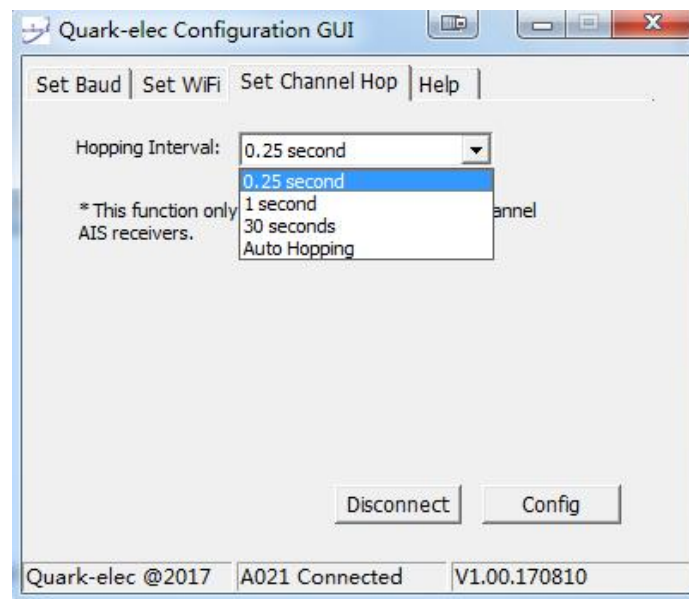 Quark-elec Configuration GUI
Set Baud Set WiFi Set Channel Hop Help
Hopping Interval: 0.25 second
0.25 second
* This function only 1 second annel
30 seconds
AIS receivers.
Auto Hopping
Disconnect Config
Quark-elec @2017 A021 Connected V1.00.170810